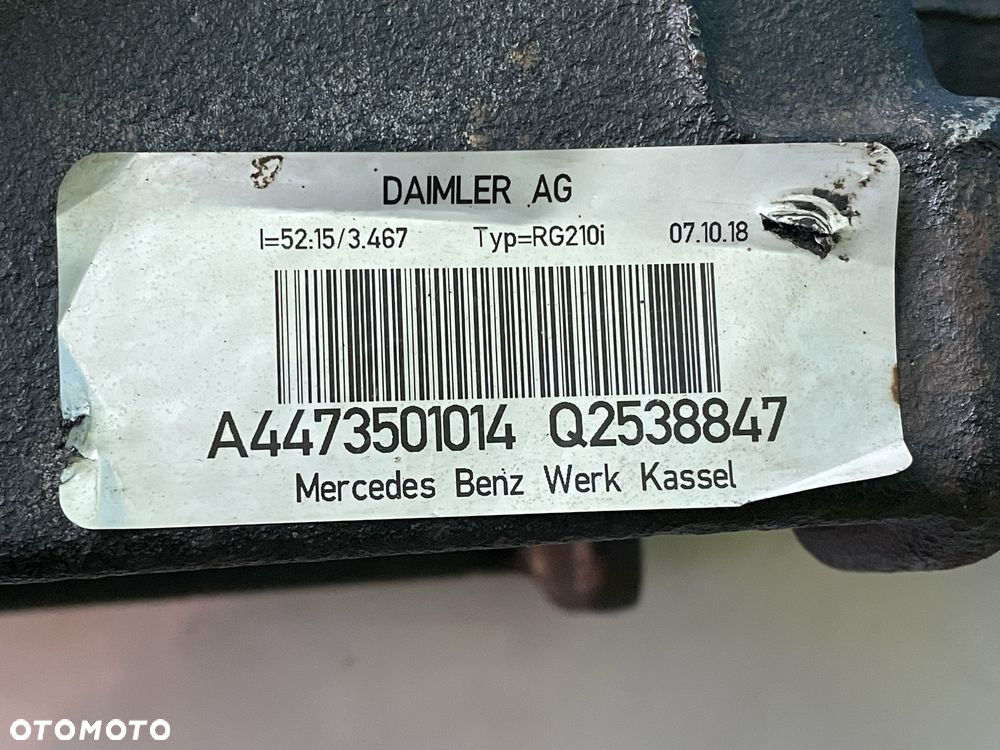 DAIMLER AG
I=52:15/3.467 Typ=RG210i 07.10.18
A4473501014 Q2538847
Mercedes Benz Werk Kassel
OTOMOTO